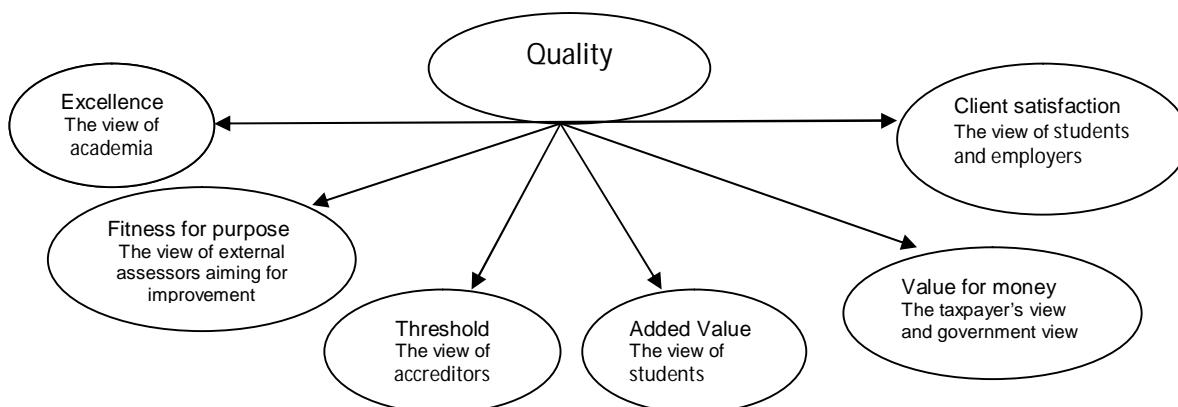 Quality
Excellence
The view of
academia
Client satisfaction
The view of students
and employers
Fitness for purpose
The view of external
assessors aiming for
improvement
Value for money
The taxpayer's view
and government view
Threshold
The view of
accreditors
Added Value
The view of
students